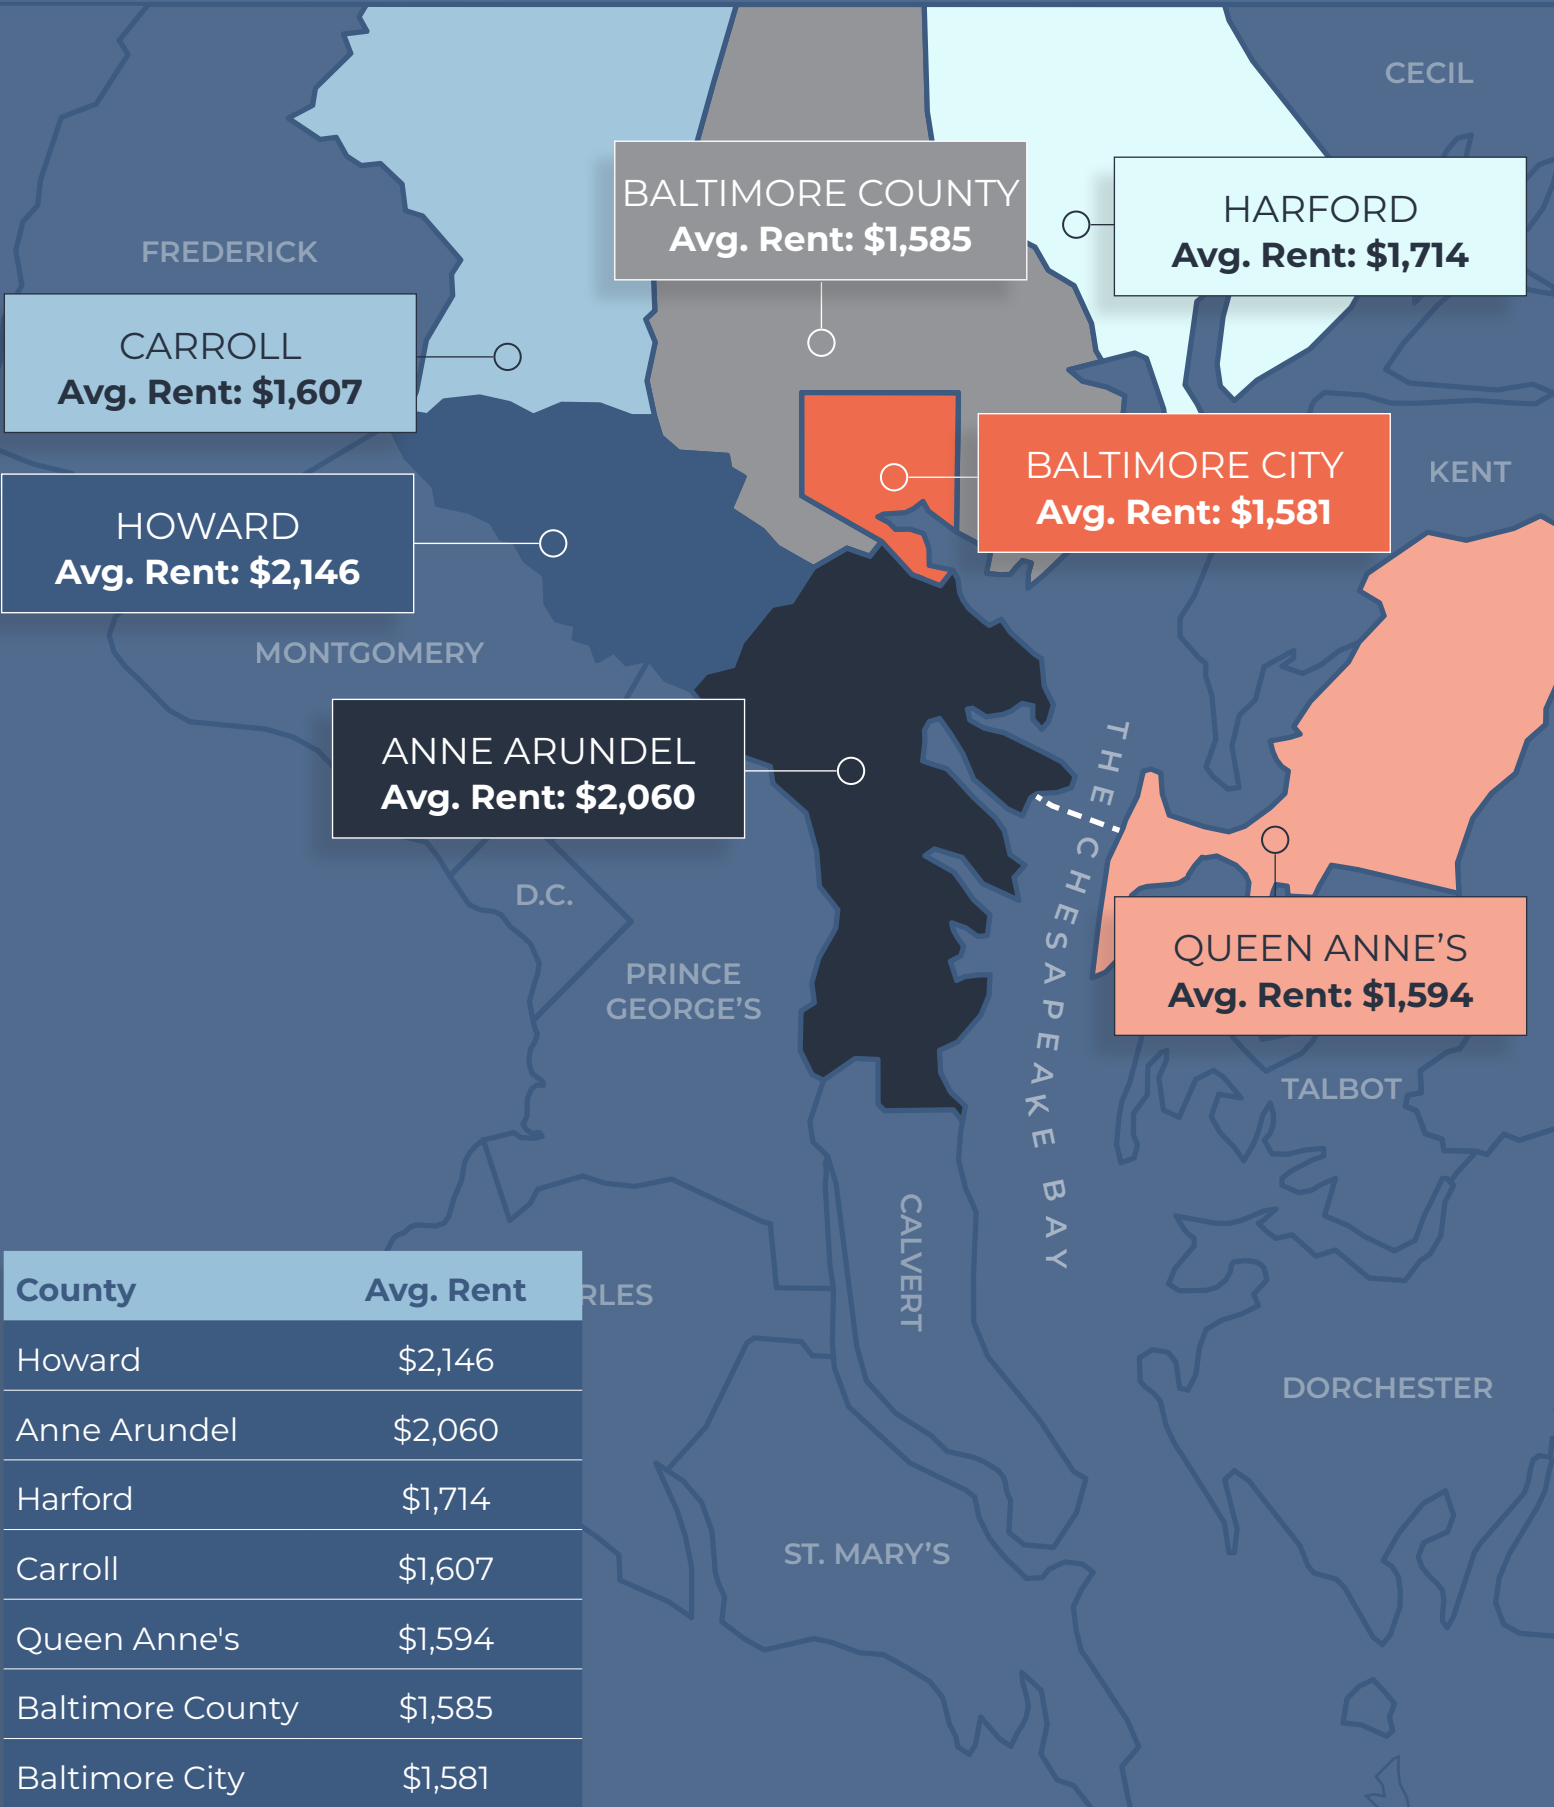 CECIL
BALTIMORE COUNTY
Avg. Rent: $1,585
HARFORD
Avg. Rent: $1,714
FREDERICK
CARROLL
Avg. Rent: $1,607
BALTIMORE CITY
Avg. Rent: $1,581
KENT
HOWARD
Avg. Rent: $2,146
MONTGOMERY
ANNE ARUNDEL
Avg. Rent: $2,060
THE CHESAPEAKE BAY
D.C.
PRINCE
GEORGE’S
QUEEN ANNE’S
Avg. Rent: $1,594
TALBOT
CALVERT
RLES
DORCHESTER
ST. MARY’S
County Avg. Rent
Howard $2,146
Anne Arundel $2,060
Harford $1,714
Carroll $1,607
Queen Anne's $1,594
Baltimore County $1,585
Baltimore City $1,581